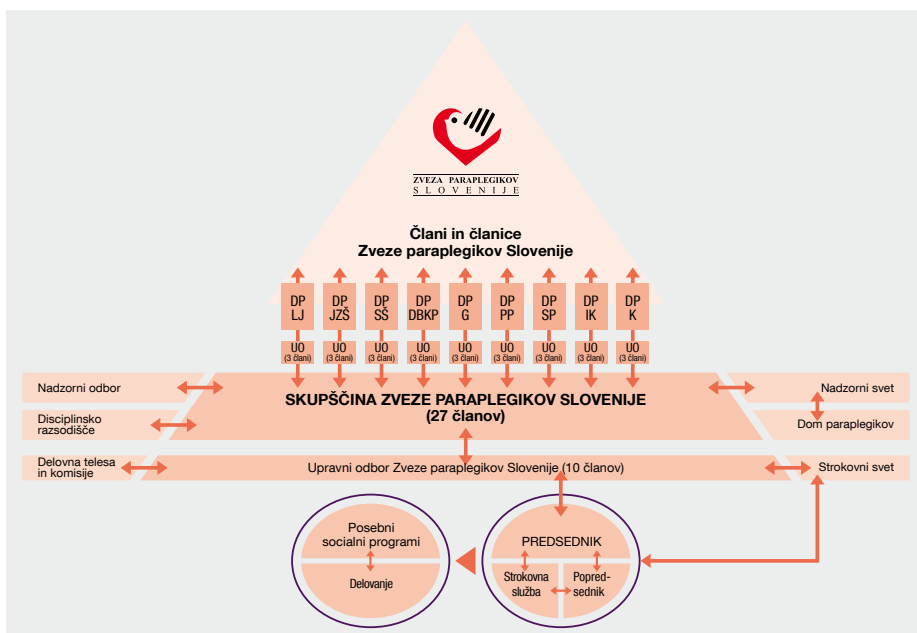 ZVEZA PARAPLEGIKOV
SLOVENIJE
Člani in članice
Zveze paraplegikov Slovenije
DP LJ
DP JZŠ
DP SŠ
DP DBKP
DP G
DP PP
DP SP
DP IK
DP K
UO (3 člani)
UO (3 člani)
UO (3 člani)
UO (3 člani)
UO (3 člani)
UO (3 člani)
UO (3 člani)
UO (3 člani)
UO (3 člani)
Nadzorni odbor
SKUPŠČINA ZVEZE PARAPLEGIKOV SLOVENIJE
(27 članov)
Nadzorni svet
Disciplinsko
razsodišče
Dom paraplegikov
Delovna telesa
in komisije
Upravni odbor Zveze paraplegikov Slovenije (10 članov)
Strokovni svet
Posebni
socialni programi
Delovanje
PREDSEDNIK
Strokovna
služba
Popred-
sednik